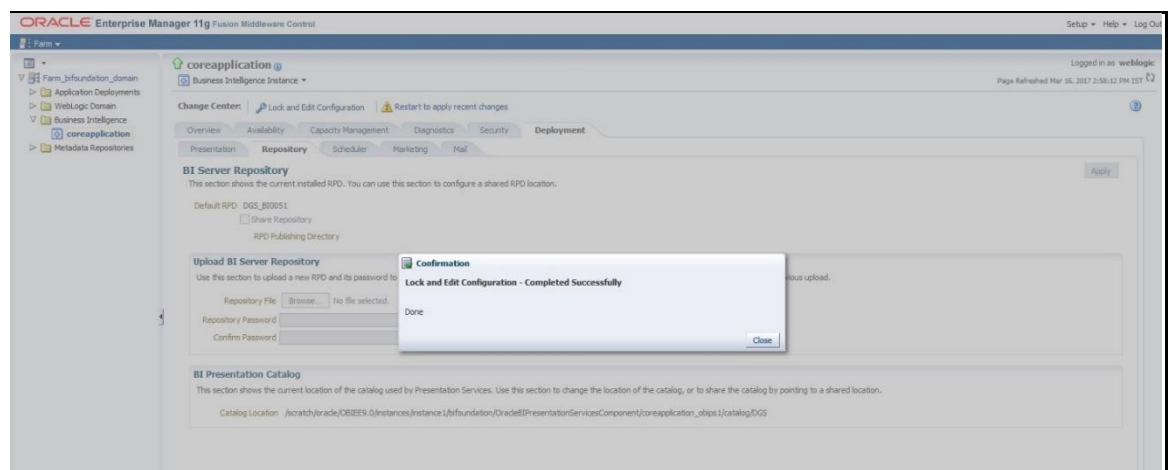 ORACLE Enterprise Manager 11g Fusion Middleware Control
Setup Help Log Out
Farm
Farm_bifoundation_domain
Application Deployments
WebLogic Domain
Business Intelligence
coreapplication
Metadata Repositories
coreapplication
Business Intelligence Instance
Logged in as weblogic
Page Refreshed Mar 16, 2017 2:58:12 PM IST
Change Center: Lock and Edit Configuration Restart to apply recent changes
Overview Availability Capacity Management Diagnostics Security Deployment
Presentation Repository Scheduler Marketing Mail
BI Server Repository
Apply
This section shows the current installed RPD. You can use this section to configure a shared RPD location.
Default RPD DGS_BI0051
Share Repository
RPD Publishing Directory
Upload BI Server Repository
Use this section to upload a new RPD and its password to
vious upload.
Repository File Browse... No file selected.
Repository Password
Confirm Password
Confirmation
Lock and Edit Configuration - Completed Successfully
Done
Close
BI Presentation Catalog
This section shows the current location of the catalog used by Presentation Services. Use this section to change the location of the catalog, or to share the catalog by pointing to a shared location.
Catalog Location /scratch/oracle/OBIEE9.0/instances/instance1/bifoundation/OracleBIPresentationServicesComponent/coreapplication_obips1/catalog/DGS